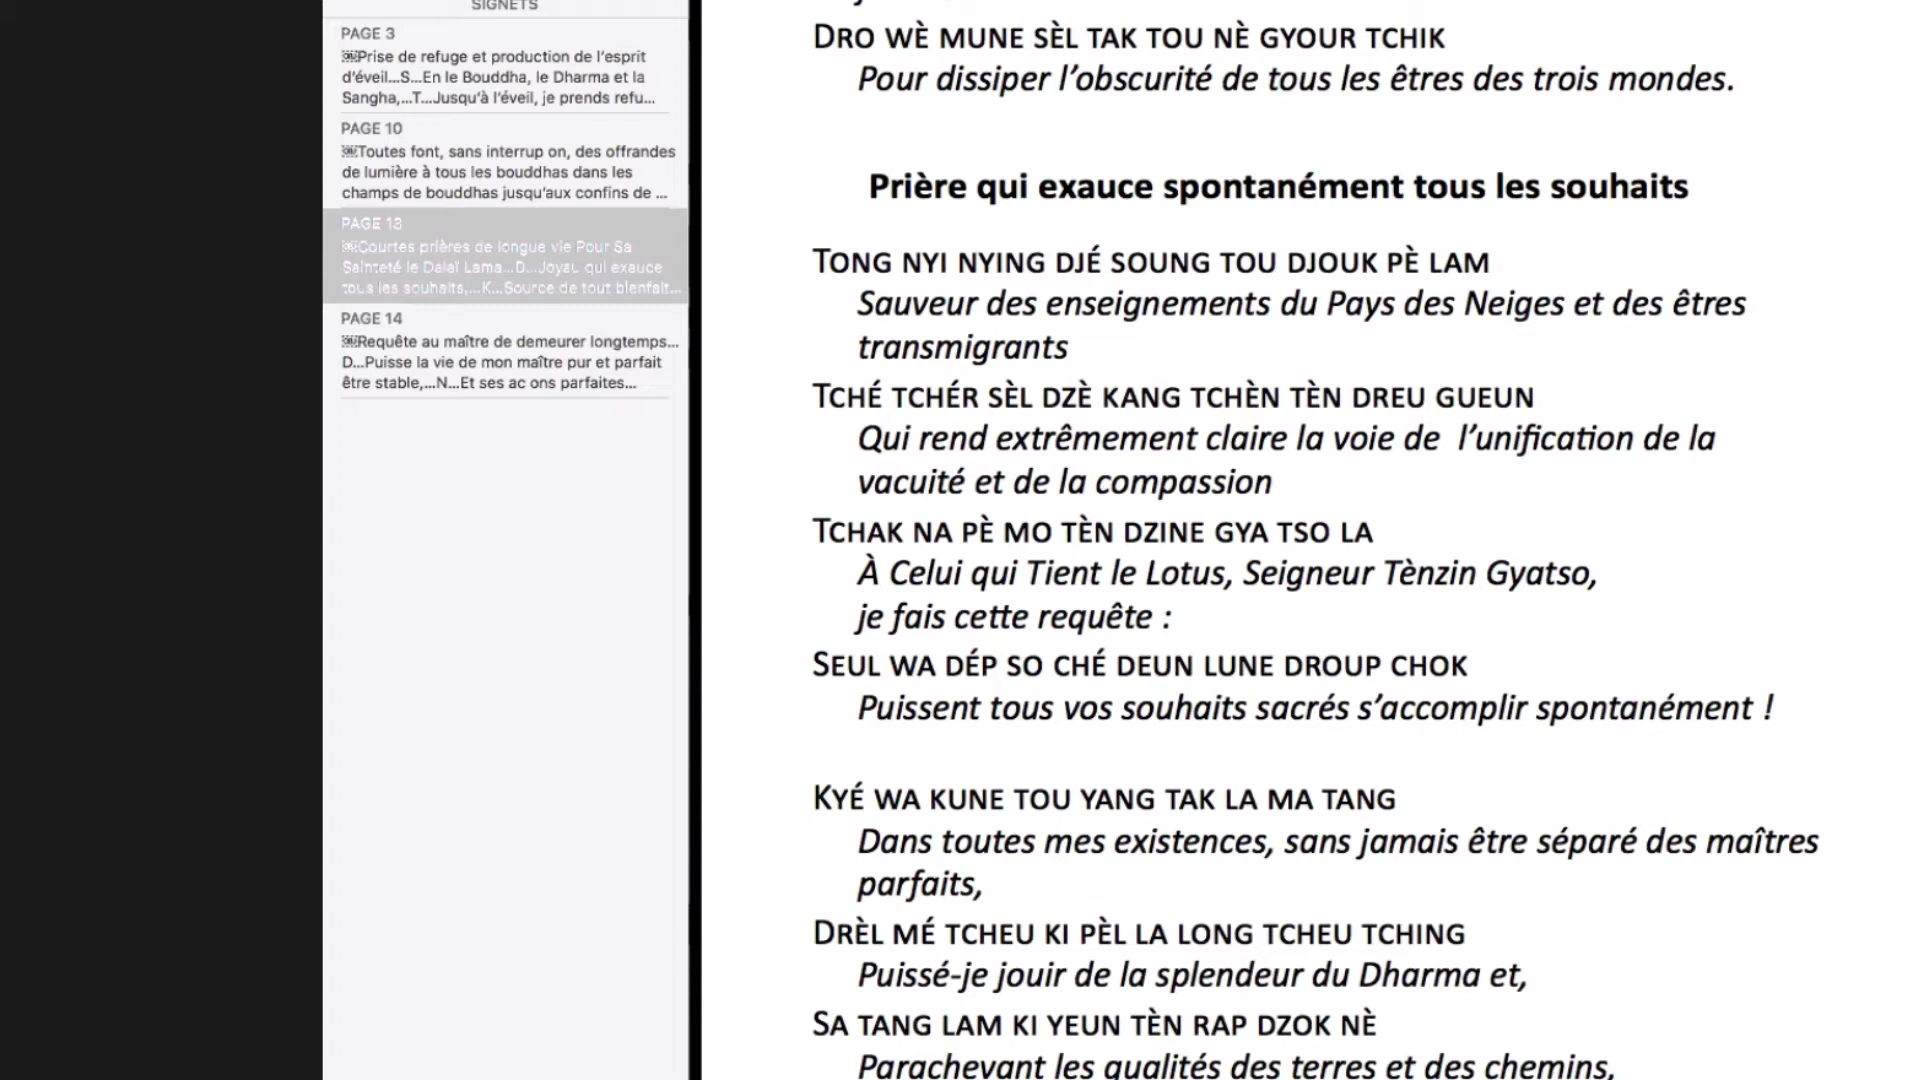 SIGNETS
PAGE 3
Prise de refuge et production de l'esprit
d'éveil...S...En le Bouddha, le Dharma et la
Sangha,...T...Jusqu'à l'éveil, je prends refu...
PAGE 10
Toutes font, sans interrup on, des offrandes
de lumière à tous les bouddhas dans les
champs de bouddhas jusqu'aux confins de ...
PAGE 13
Courtes prières de longue vie Pour Sa
Sainteté le Dalaï Lama...D...Joyau qui exauce
tous les souhaits,...K...Source de tout bienfait...
PAGE 14
Requête au maître de demeurer longtemps...
D...Puisse la vie de mon maître pur et parfait
être stable,...N...Et ses ac ons parfaites...
DRO WÈ MUNE SÈL TAK TOU NÈ GYOUR TCHIK
Pour dissiper l'obscurité de tous les êtres des trois mondes.
Prière qui exauce spontanément tous les souhaits
TONG NYI NYING DJÉ SOUNG TOU DJOUK PÈ LAM
Sauveur des enseignements du Pays des Neiges et des êtres
transmigrants
TCHÉ TCHÉR SÈL DZÈ KANG TCHÈN TÈN DREU GUEUN
Qui rend extrêmement claire la voie de l'unification de la
vacuité et de la compassion
TCHAK NA PÈ MO TÈN DZINE GYA TSO LA
À Celui qui Tient le Lotus, Seigneur Tènzin Gyatso,
je fais cette requête :
SEUL WA DÉP SO CHÉ DEUN LUNE DROUP CHOK
Puissent tous vos souhaits sacrés s'accomplir spontanément !
KYÉ WA KUNE TOU YANG TAK LA MA TANG
Dans toutes mes existences, sans jamais être séparé des maîtres
parfaits,
DRÈL MÉ TCHEU KI PÈL LA LONG TCHEU TCHING
Puissé-je jouir de la splendeur du Dharma et,
SA TANG LAM KI YEUN TÈN RAP DZOK NÈ
Parachevant les qualités des terres et des chemins,